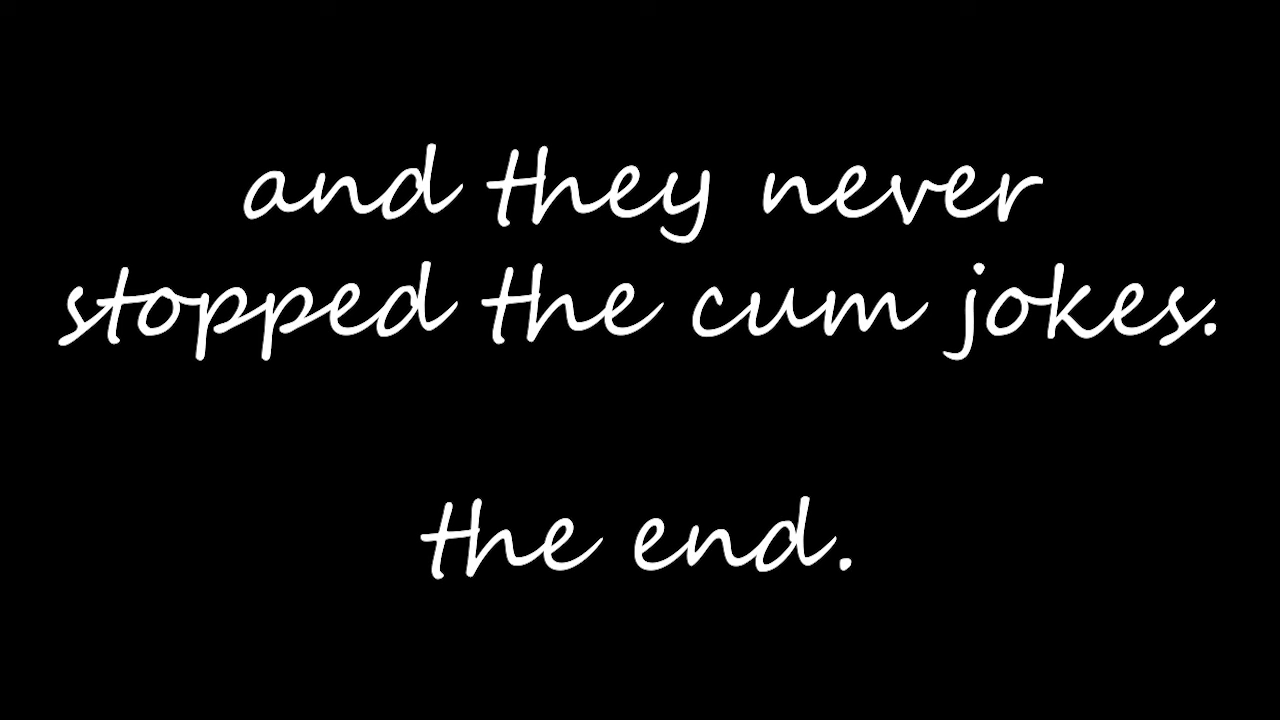 and they never
stopped the cum jokes.
the end.